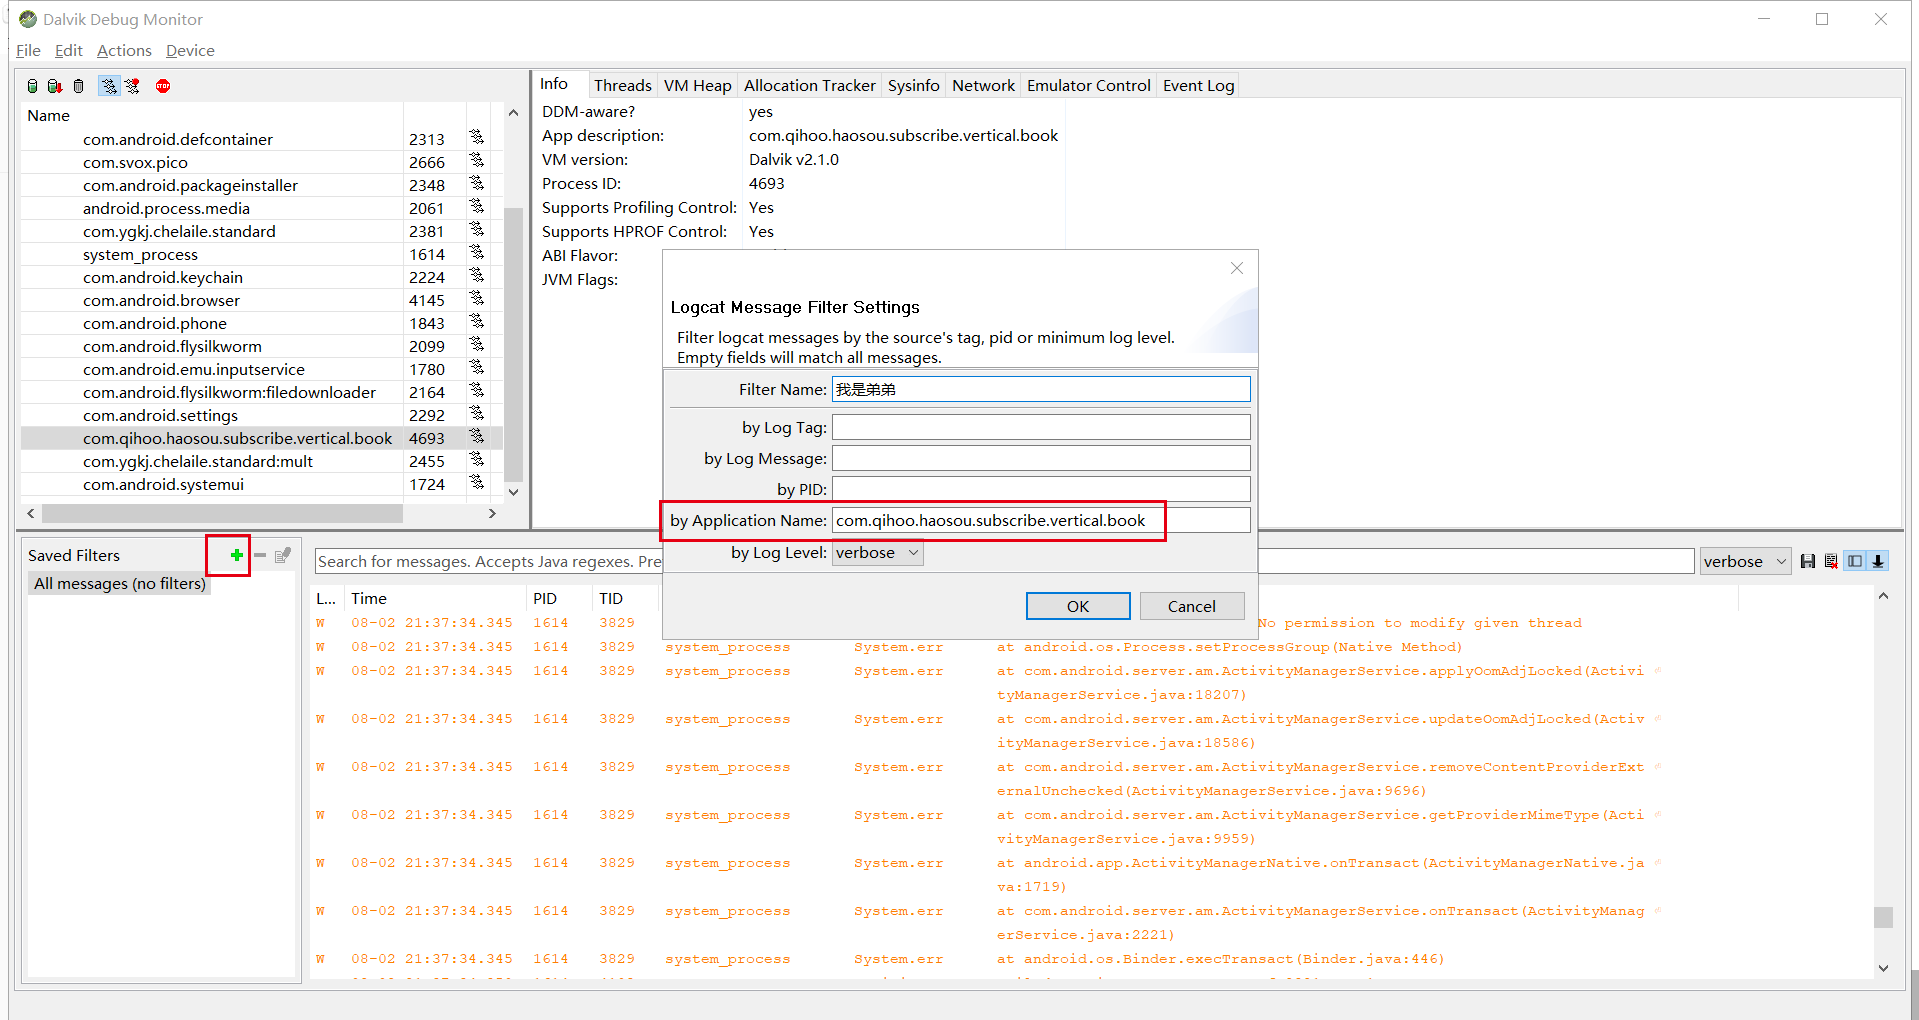 Dalvik Debug Monitor
File Edit Actions Device
Name
com.android.defcontainer 2313
com.svox.pico 2666
com.android.packageinstaller 2348
android.process.media 2061
com.ygkj.chelaile.standard 2381
system_process 1614
com.android.keychain 2224
com.android.browser 4145
com.android.phone 1843
com.android.flysilkworm 2099
com.android.emu.inputservice 1780
com.android.flysilkworm:filedownloader 2164
com.android.settings 2292
com.qihoo.haosou.subscribe.vertical.book 4693
com.ygkj.chelaile.standard:mult 2455
com.android.systemui 1724
Info Threads VM Heap Allocation Tracker Sysinfo Network Emulator Control Event Log
DDM-aware? yes
App description: com.qihoo.haosou.subscribe.vertical.book
VM version: Dalvik v2.1.0
Process ID: 4693
Supports Profiling Control: Yes
Supports HPROF Control: Yes
ABI Flavor:
JVM Flags:
Logcat Message Filter Settings
Filter logcat messages by the source's tag, pid or minimum log level.
Empty fields will match all messages.
Filter Name: 我是弟弟
by Log Tag:
by Log Message:
by PID:
by Application Name: com.qihoo.haosou.subscribe.vertical.book
by Log Level: verbose
OK Cancel
Saved Filters
All messages (no filters)
Search for messages. Accepts Java regexes. Pre
verbose
L... Time PID TID
W 08-02 21:37:34.345 1614 3829 No permission to modify given thread
W 08-02 21:37:34.345 1614 3829 system_process System.err at android.os.Process.setProcessGroup(Native Method)
W 08-02 21:37:34.345 1614 3829 system_process System.err at com.android.server.am.ActivityManagerService.applyOomAdjLocked(Activi
tyManagerService.java:18207)
W 08-02 21:37:34.345 1614 3829 system_process System.err at com.android.server.am.ActivityManagerService.updateOomAdjLocked(Activ
ityManagerService.java:18586)
W 08-02 21:37:34.345 1614 3829 system_process System.err at com.android.server.am.ActivityManagerService.removeContentProviderExt
ernalUnchecked(ActivityManagerService.java:9696)
W 08-02 21:37:34.345 1614 3829 system_process System.err at com.android.server.am.ActivityManagerService.getProviderMimeType(Acti
vityManagerService.java:9959)
W 08-02 21:37:34.345 1614 3829 system_process System.err at android.app.ActivityManagerNative.onTransact(ActivityManagerNative.ja
va:1719)
W 08-02 21:37:34.345 1614 3829 system_process System.err at com.android.server.am.ActivityManagerService.onTransact(ActivityManag
erService.java:2221)
W 08-02 21:37:34.345 1614 3829 system_process System.err at android.os.Binder.execTransact(Binder.java:446)